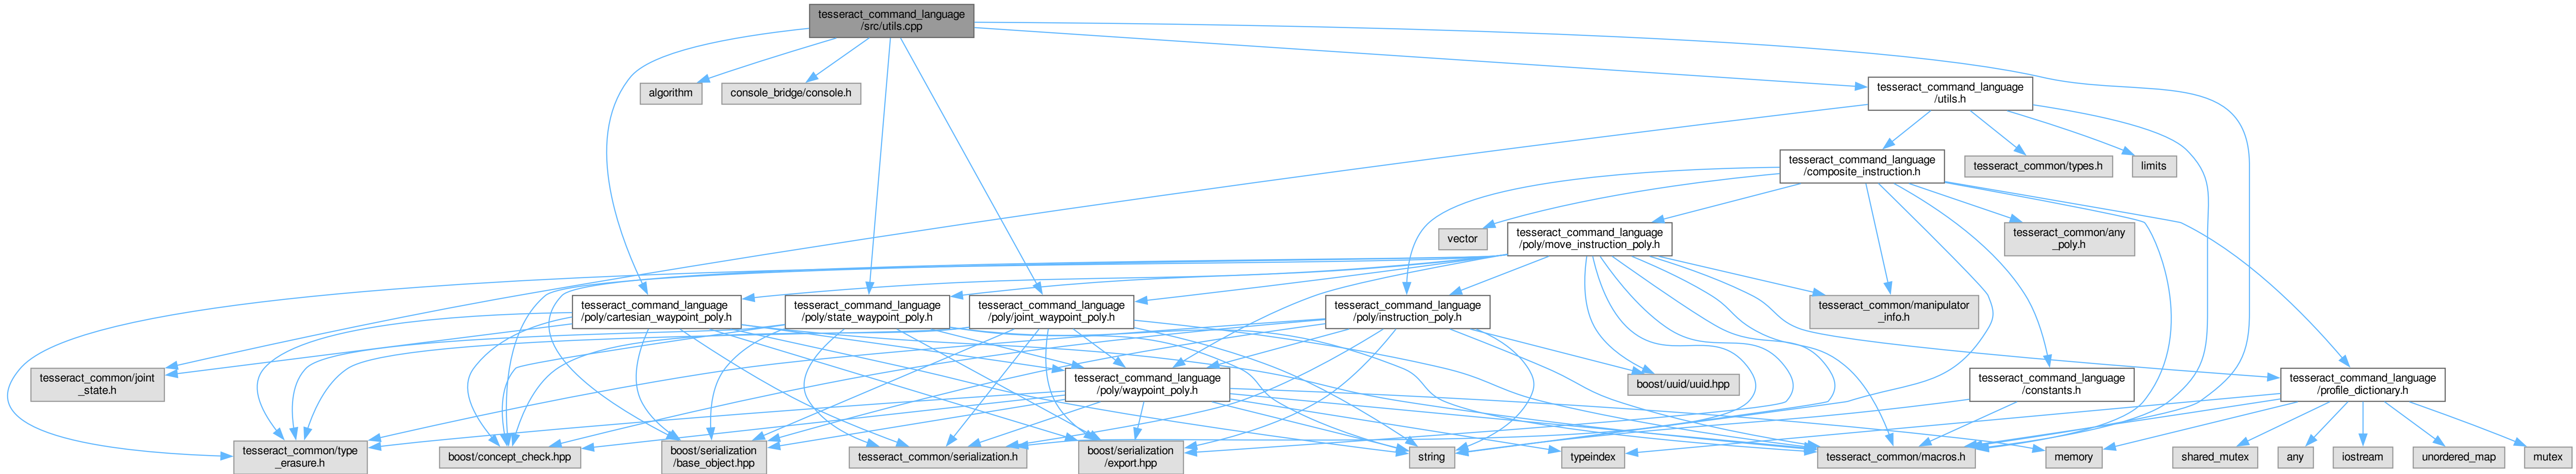 tesseract_command_language
/src/utils.cpp
algorithm
console_bridge/console.h
tesseract_command_language
/utils.h
tesseract_command_language
/composite_instruction.h
tesseract_common/types.h
limits
vector
tesseract_command_language
/poly/move_instruction_poly.h
tesseract_common/any
_poly.h
tesseract_command_language
/poly/cartesian_waypoint_poly.h
tesseract_command_language
/poly/state_waypoint_poly.h
tesseract_command_language
/poly/joint_waypoint_poly.h
tesseract_command_language
/poly/instruction_poly.h
tesseract_common/manipulator
_info.h
tesseract_common/joint
_state.h
tesseract_command_language
/poly/waypoint_poly.h
boost/uuid/uuid.hpp
tesseract_command_language
/constants.h
tesseract_command_language
/profile_dictionary.h
tesseract_common/type
_erasure.h
boost/concept_check.hpp
boost/serialization
/base_object.hpp
tesseract_common/serialization.h
boost/serialization
/export.hpp
string
typeindex
tesseract_common/macros.h
memory
shared_mutex
any
iostream
unordered_map
mutex